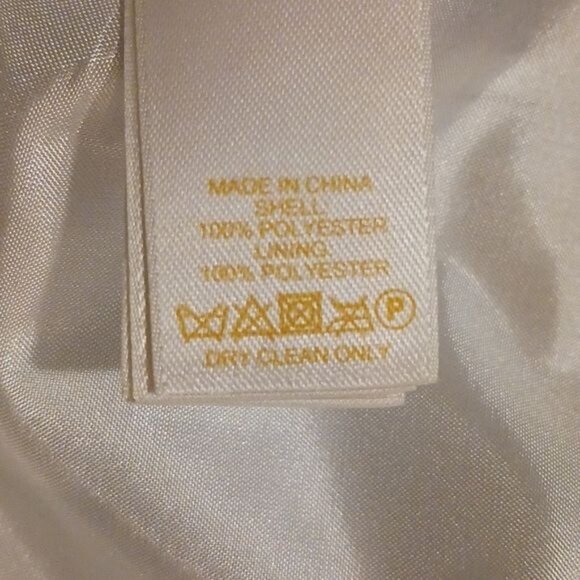 MADE IN CHINA
SHELL
100% POLYESTER
LINING
100% POLYESTER
P
DRY CLEAN ONLY